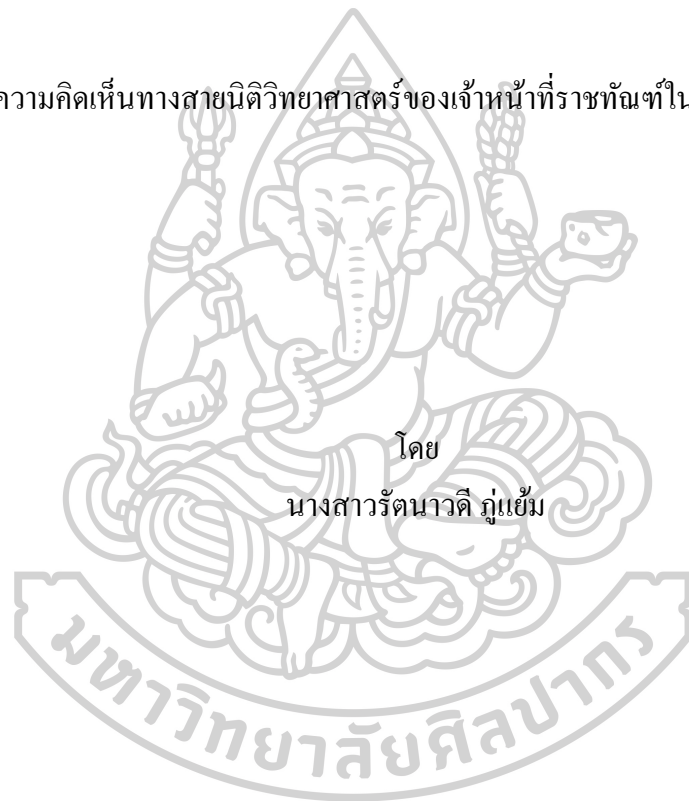 ความคิดเห็นทางสายนิติวิทยาศาสตร์ของเจ้าหน้าที่ราชทัณฑ์ใน
โดย
นางสาวรัตนาวดี ภู่แย้ม
มหาวิทยาลัยศิลปากร